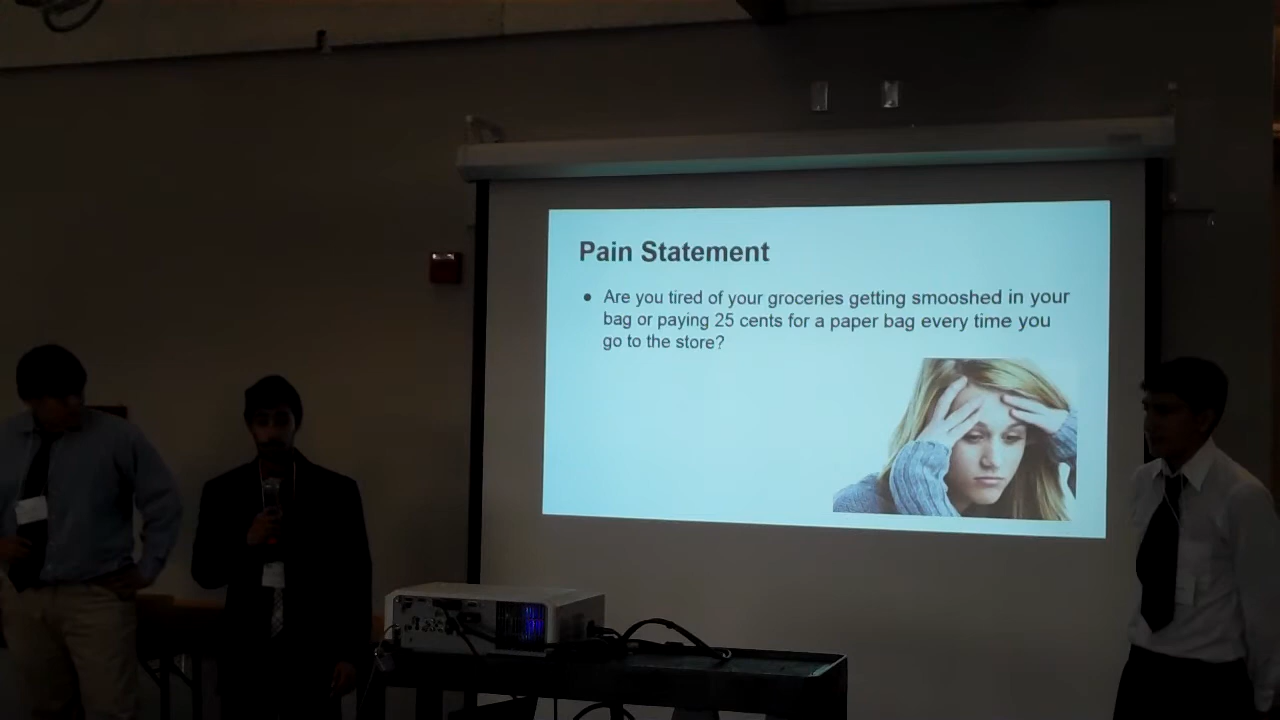 Pain Statement
• Are you tired of your groceries getting smooshed in your
bag or paying 25 cents for a paper bag every time you
go to the store?